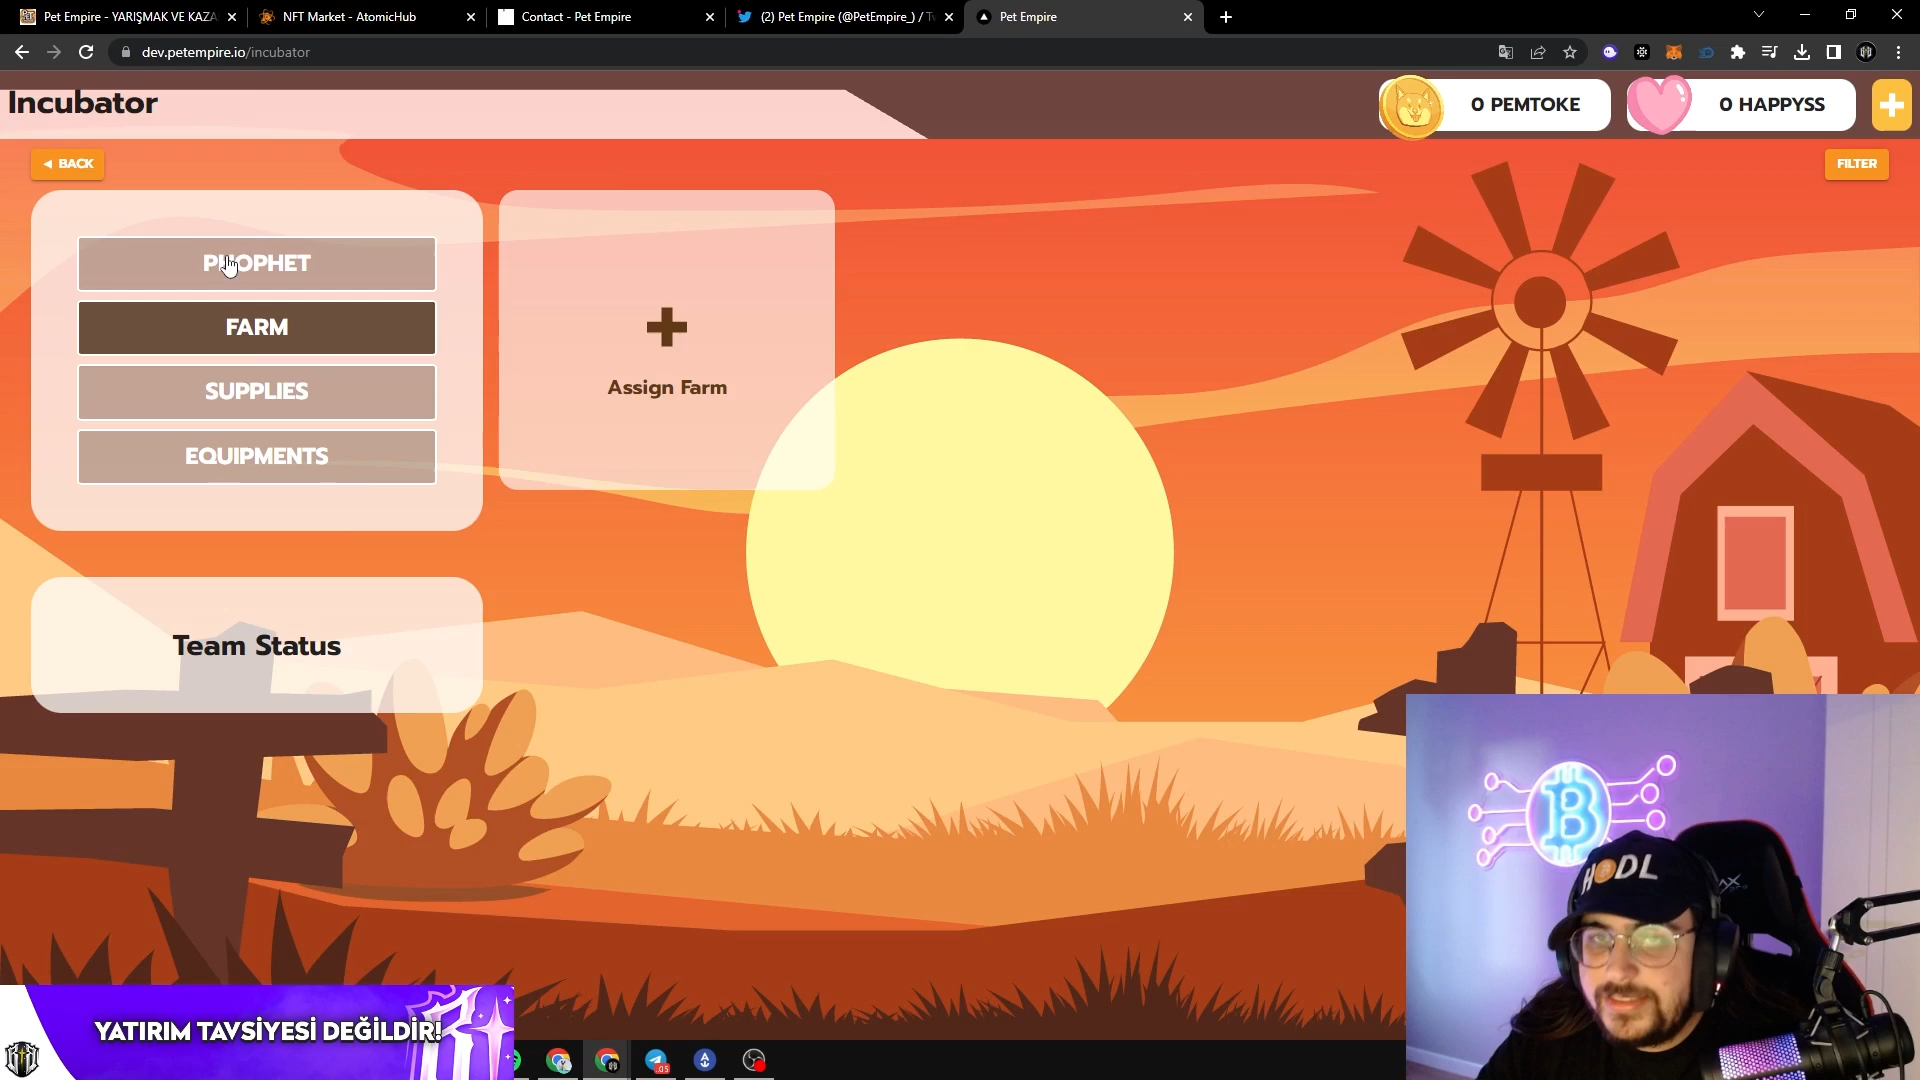 Pet Empire - YARIŞMAK VE KAZA
NFT Market - AtomicHub
Contact - Pet Empire
(2) Pet Empire (@PetEmpire_) / Tw
Pet Empire
dev.petempire.io/incubator
Incubator
0 PEMTOKE
0 HAPPYSS
BACK
FILTER
PROPHET
FARM
SUPPLIES
EQUIPMENTS
Assign Farm
Team Status
HODL
YATIRIM TAVSİYESİ DEĞİLDİR!